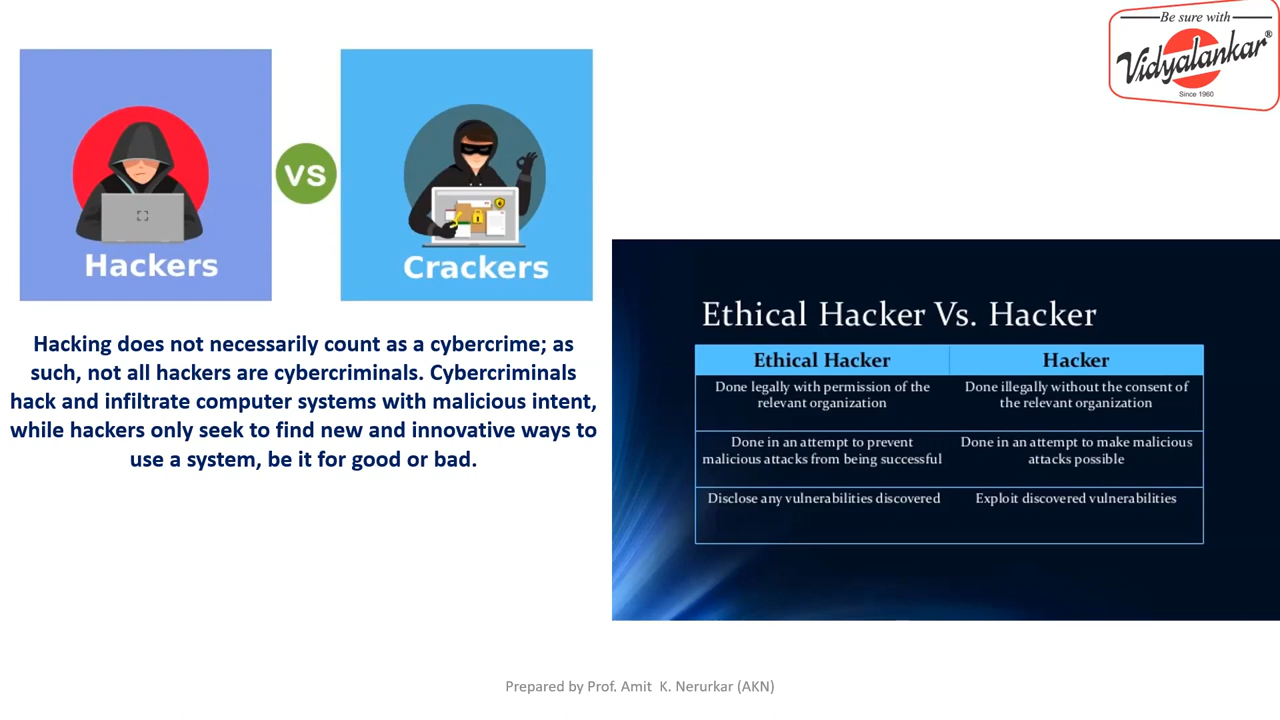 Be sure with
Vidyalankar®
Since 1960
Hackers
VS
Crackers
Hacking does not necessarily count as a cybercrime; as
such, not all hackers are cybercriminals. Cybercriminals
hack and infiltrate computer systems with malicious intent,
while hackers only seek to find new and innovative ways to
use a system, be it for good or bad.
Ethical Hacker Vs. Hacker
Ethical Hacker
Hacker
Done legally with permission of the
relevant organization
Done illegally without the consent of
the relevant organization
Done in an attempt to prevent
malicious attacks from being successful
Done in an attempt to make malicious
attacks possible
Disclose any vulnerabilities discovered
Exploit discovered vulnerabilities
Prepared by Prof. Amit K. Nerurkar (AKN)